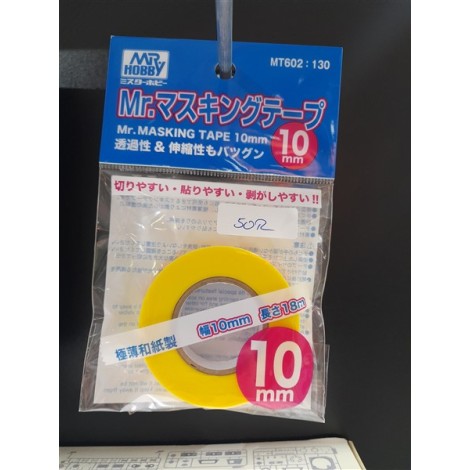 MR.
HOBBY
ミスターホビー
MT602:130
Mr.マスキングテープ
Mr.MASKING TAPE 10mm
10
mm
透過性&伸縮性もバツグン
切りやすい・貼りやすい・剥がしやすい!!
50R
幅10mm 長さ18m
極薄和紙製
10
mm